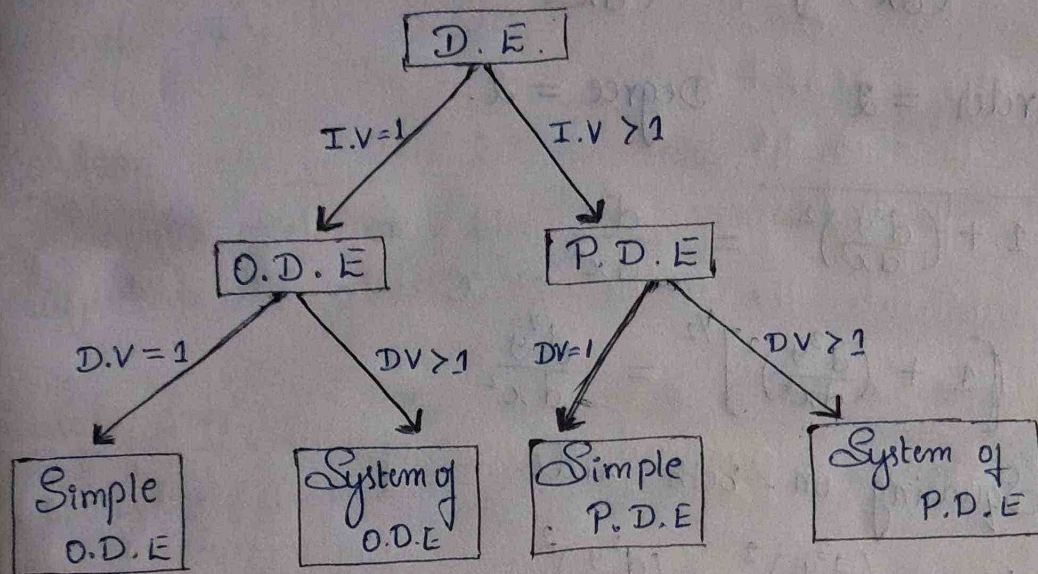 D. E.
I.V=1 I.V >1
O.D.E P.D.E
D.V=1 DV>1 DV=1 DV >1
Simple
O.D.E
System of
O.D.E
Simple
P.D.E
System of
P.D.E